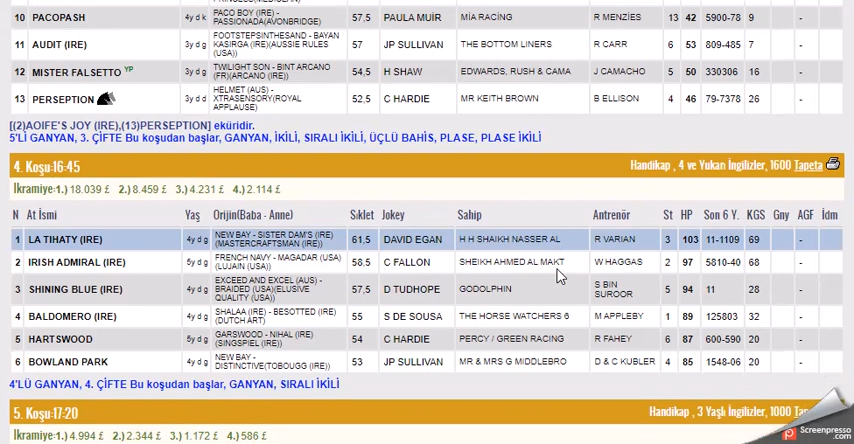 10 PACOPASH 4y d k PACO BOY (IRE) - PASSIONADA(AVONBRIDGE) 57,5 PAULA MUIR MİA RACİNG R MENZİES 13 42 5900-78 9 -
11 AUDİT (IRE) 3y d g FOOTSTEPSINTHESAND - BAYAN KASIRGA (IRE)(AUSSIE RULES (USA)) 57 JP SULLIVAN THE BOTTOM LINERS R CARR 6 53 809-485 7 -
12 MISTER FALSETTO YP 3y d g TWILIGHT SON - BINT ARCANO (FR)(ARCANO (IRE)) 54,5 H SHAW EDWARDS, RUSH & CAMA J CAMACHO 5 50 330306 16 -
13 PERSEPTION 3y d d HELMET (AUS) - XTRASENSORY(ROYAL APPLAUSE) 52,5 C HARDIE MR KEITH BROWN B ELLISON 4 46 79-7378 26 -
[(2)AOIFE'S JOY (IRE),(13)PERSEPTION] eküridir.
5'Lİ GANYAN, 3. ÇİFTE Bu koşudan başlar, GANYAN, İKİLİ, SIRALI İKİLİ, ÜÇLÜ BAHİS, PLASE, PLASE İKİLİ
4. Koşu:16:45 Handikap , 4 ve Yukarı İngilizler, 1600 Tapeta
İkramiye:1.) 18.039 £ 2.) 8.459 £ 3.) 4.231 £ 4.) 2.114 £
N At İsmi Yaş Orijin(Baba - Anne) Sıklet Jokey Sahip Antrenör St HP Son 6 Y. KGS Gny AGF İdm
1 LA TIHATY (IRE) 4y d g NEW BAY - SISTER DAM'S (IRE) (MASTERCRAFTSMAN (IRE)) 61,5 DAVID EGAN H H SHAIKH NASSER AL R VARIAN 3 103 11-1109 69 -
2 IRISH ADMIRAL (IRE) 5y d g FRENCH NAVY - MAGADAR (USA) (LUJAIN (USA)) 58,5 C FALLON SHEIKH AHMED AL MAKT W HAGGAS 2 97 5810-40 68 -
3 SHINING BLUE (IRE) 4y d g EXCEED AND EXCEL (AUS) - BRAIDED (USA)(ELUSIVE QUALITY (USA)) 57,5 D TUDHOPE GODOLPHIN S BIN SUROOR 5 94 11 28 -
4 BALDOMERO (IRE) 4y d g SHALAA (IRE) - BESOTTED (IRE) (DUTCH ART) 55 S DE SOUSA THE HORSE WATCHERS 6 M APPLEBY 1 89 125803 32 -
5 HARTSWOOD 5y d g GARSWOOD - NIHAL (IRE) (SINGSPIEL (IRE)) 54 C HARDIE PERCY / GREEN RACING R FAHEY 6 87 600-590 20 -
6 BOWLAND PARK 4y d g NEW BAY - DISTINCTIVE(TOBOUGG (IRE)) 53 JP SULLIVAN MR & MRS G MIDDLEBRO D & C KUBLER 4 85 1548-06 20 -
4'LÜ GANYAN, 4. ÇİFTE Bu koşudan başlar, GANYAN, SIRALI İKİLİ
5. Koşu:17:20 Handikap , 3 Yaşlı İngilizler, 1000
İkramiye:1.) 4.994 £ 2.) 2.344 £ 3.) 1.172 £ 4.) 586 £
Screenpresso
.com